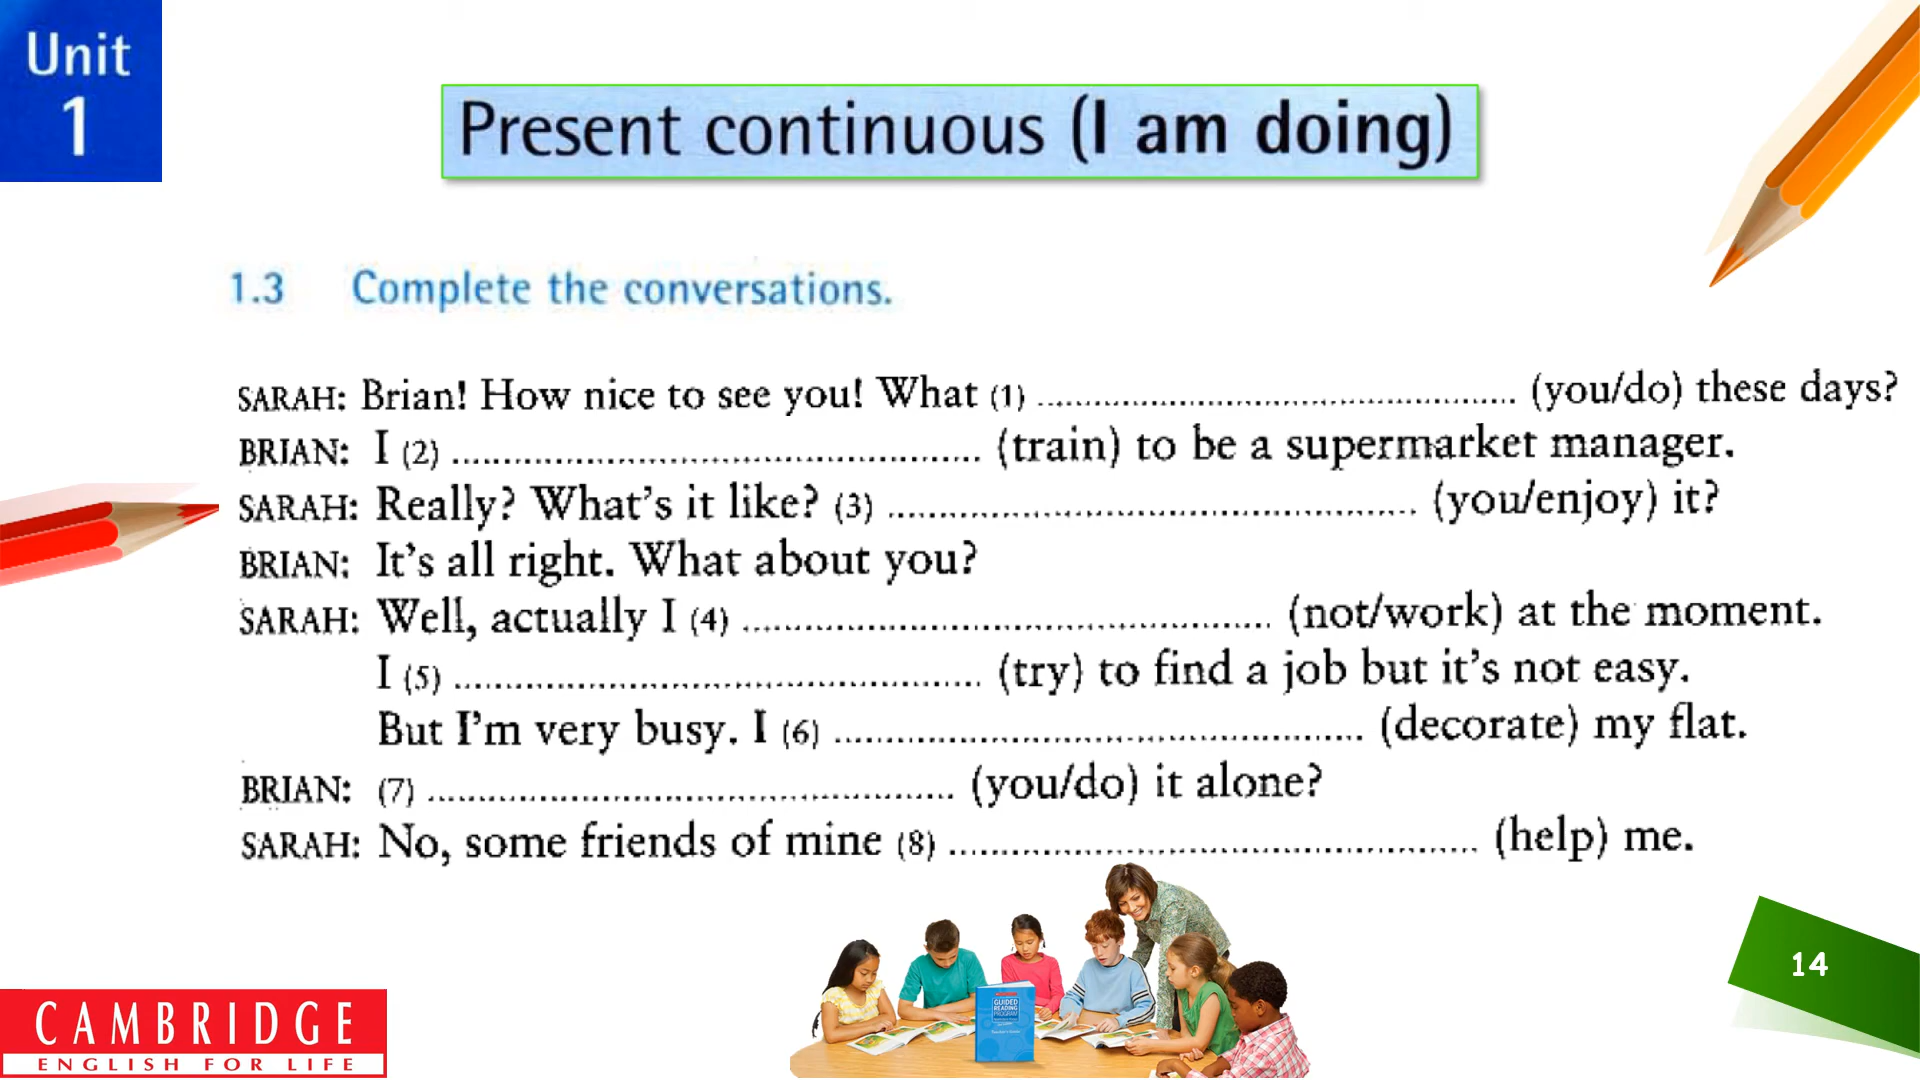 Unit
1
Present continuous (I am doing)
1.3 Complete the conversations.
SARAH: Brian! How nice to see you! What (1) ................................................ (you/do) these days?
BRIAN: I (2) ..................................................... (train) to be a supermarket manager.
SARAH: Really? What's it like? (3) ..................................................... (you/enjoy) it?
BRIAN: It's all right. What about you?
SARAH: Well, actually I (4) ..................................................... (not/work) at the moment.
I (5) ..................................................... (try) to find a job but it's not easy.
But I'm very busy. I (6) ..................................................... (decorate) my flat.
BRIAN: (7) ..................................................... (you/do) it alone?
SARAH: No, some friends of mine (8) ..................................................... (help) me.
GUIDED
READING
PROGRAM
14
CAMBRIDGE
ENGLISH FOR LIFE